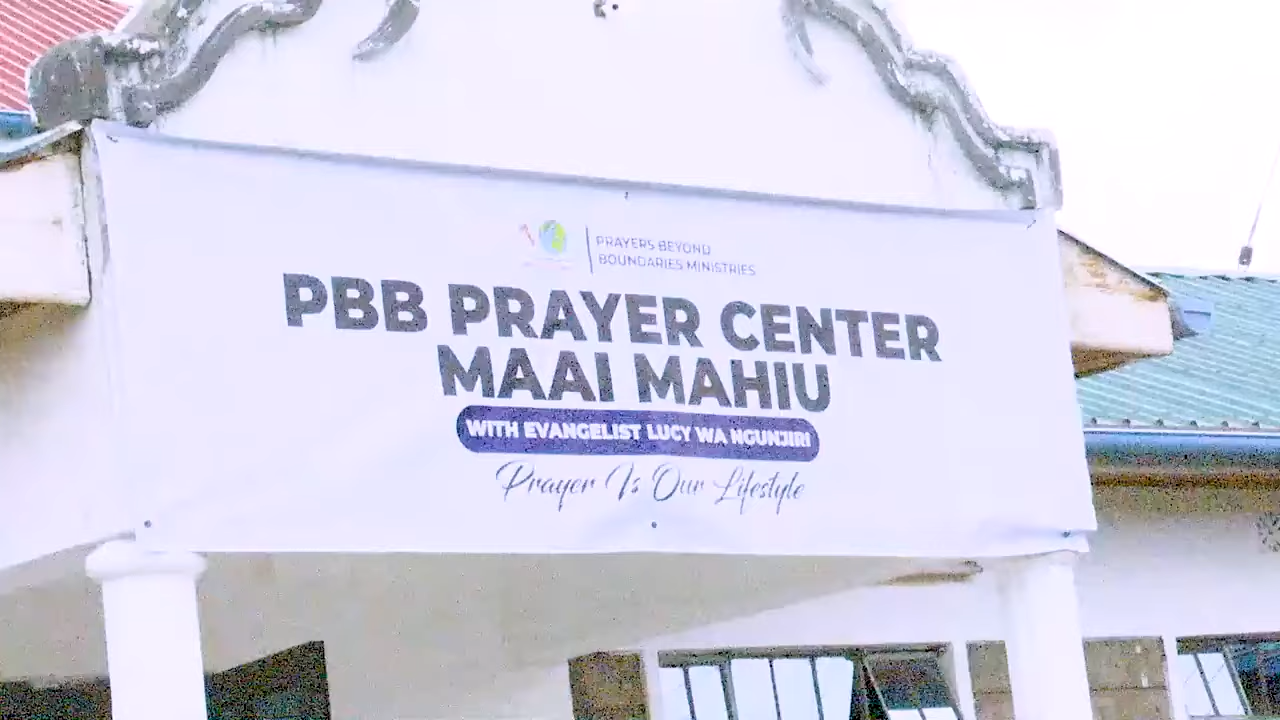 PRAYERS BEYOND
BOUNDARIES MINISTRIES
PBB PRAYER CENTER
MAAI MAHIU
WITH EVANGELIST LUCY WA NGUNJIRI
Prayer Is Our Lifestyle